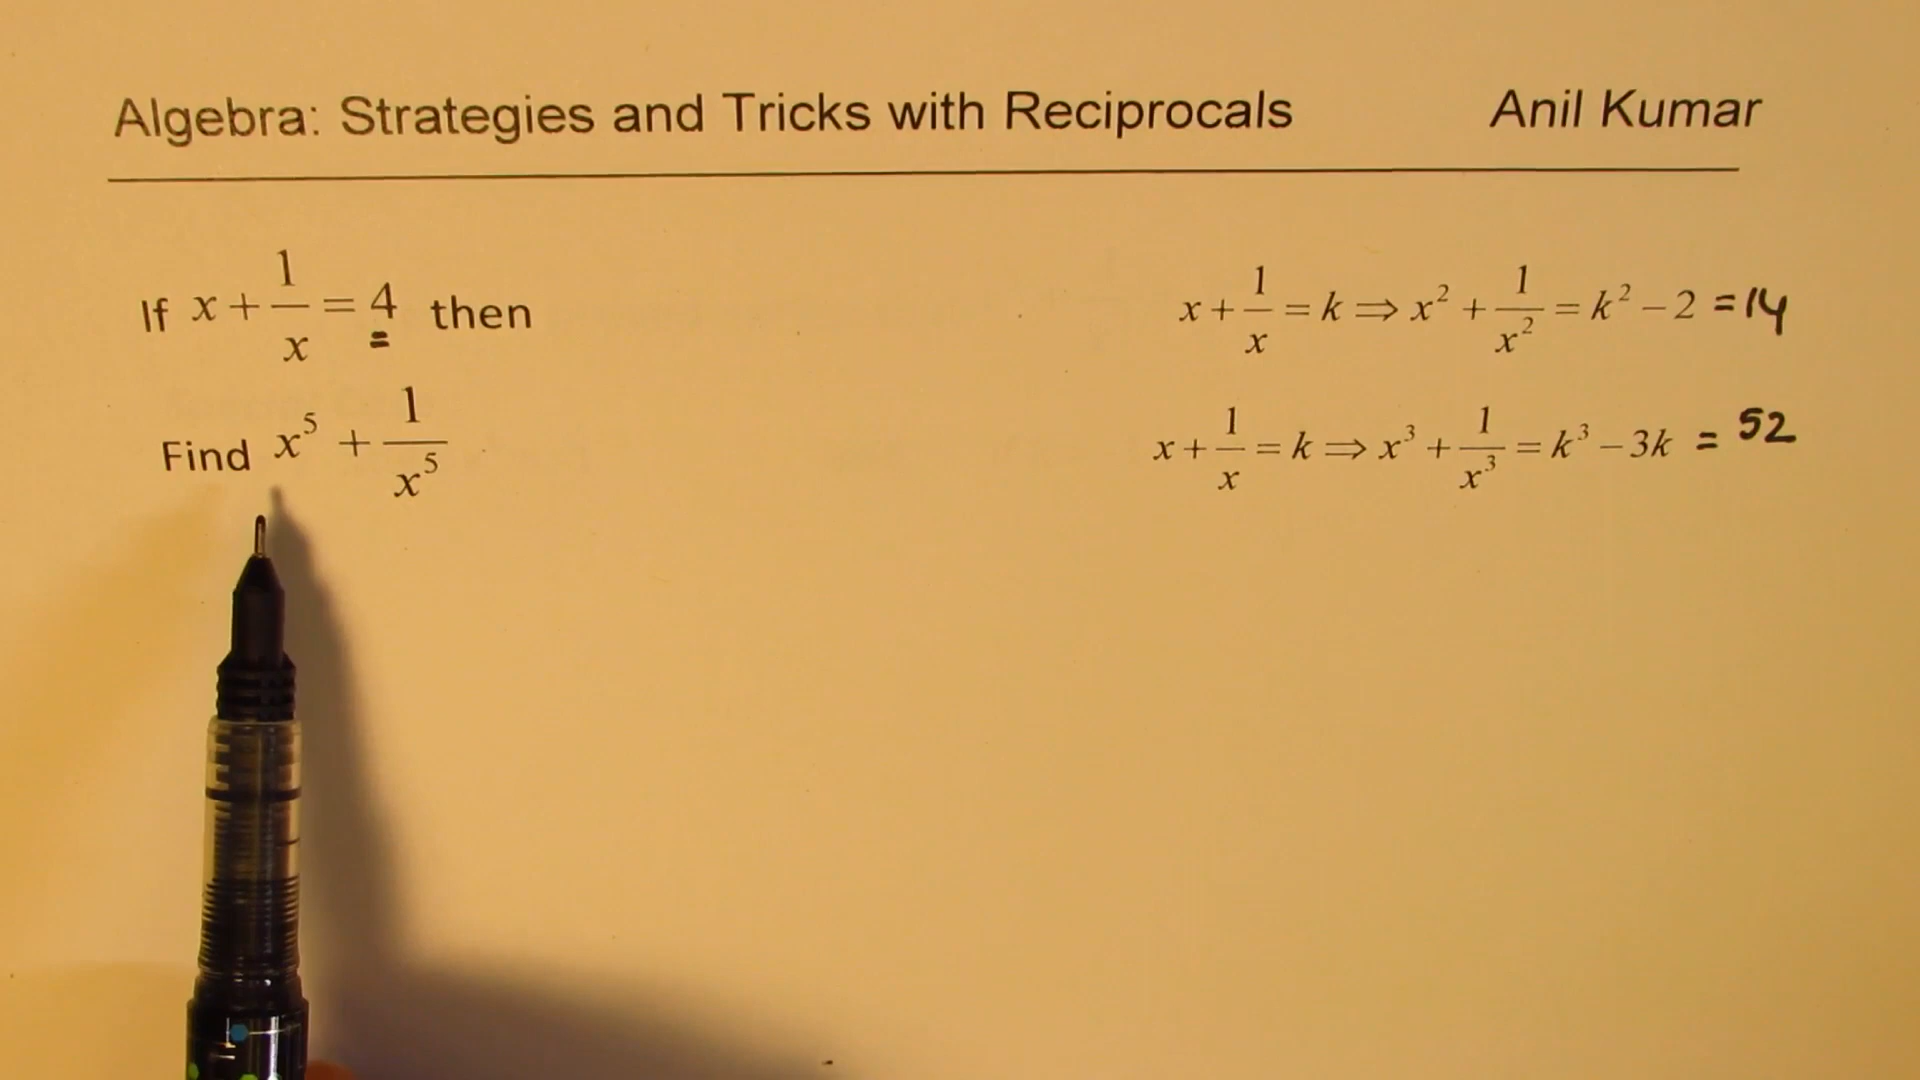 Algebra: Strategies and Tricks with Reciprocals Anil Kumar
If x + 1/x = 4 then
x + 1/x = k ⇒ x² + 1/x² = k² − 2 = 14
Find x⁵ + 1/x⁵
x + 1/x = k ⇒ x³ + 1/x³ = k³ − 3k = 52